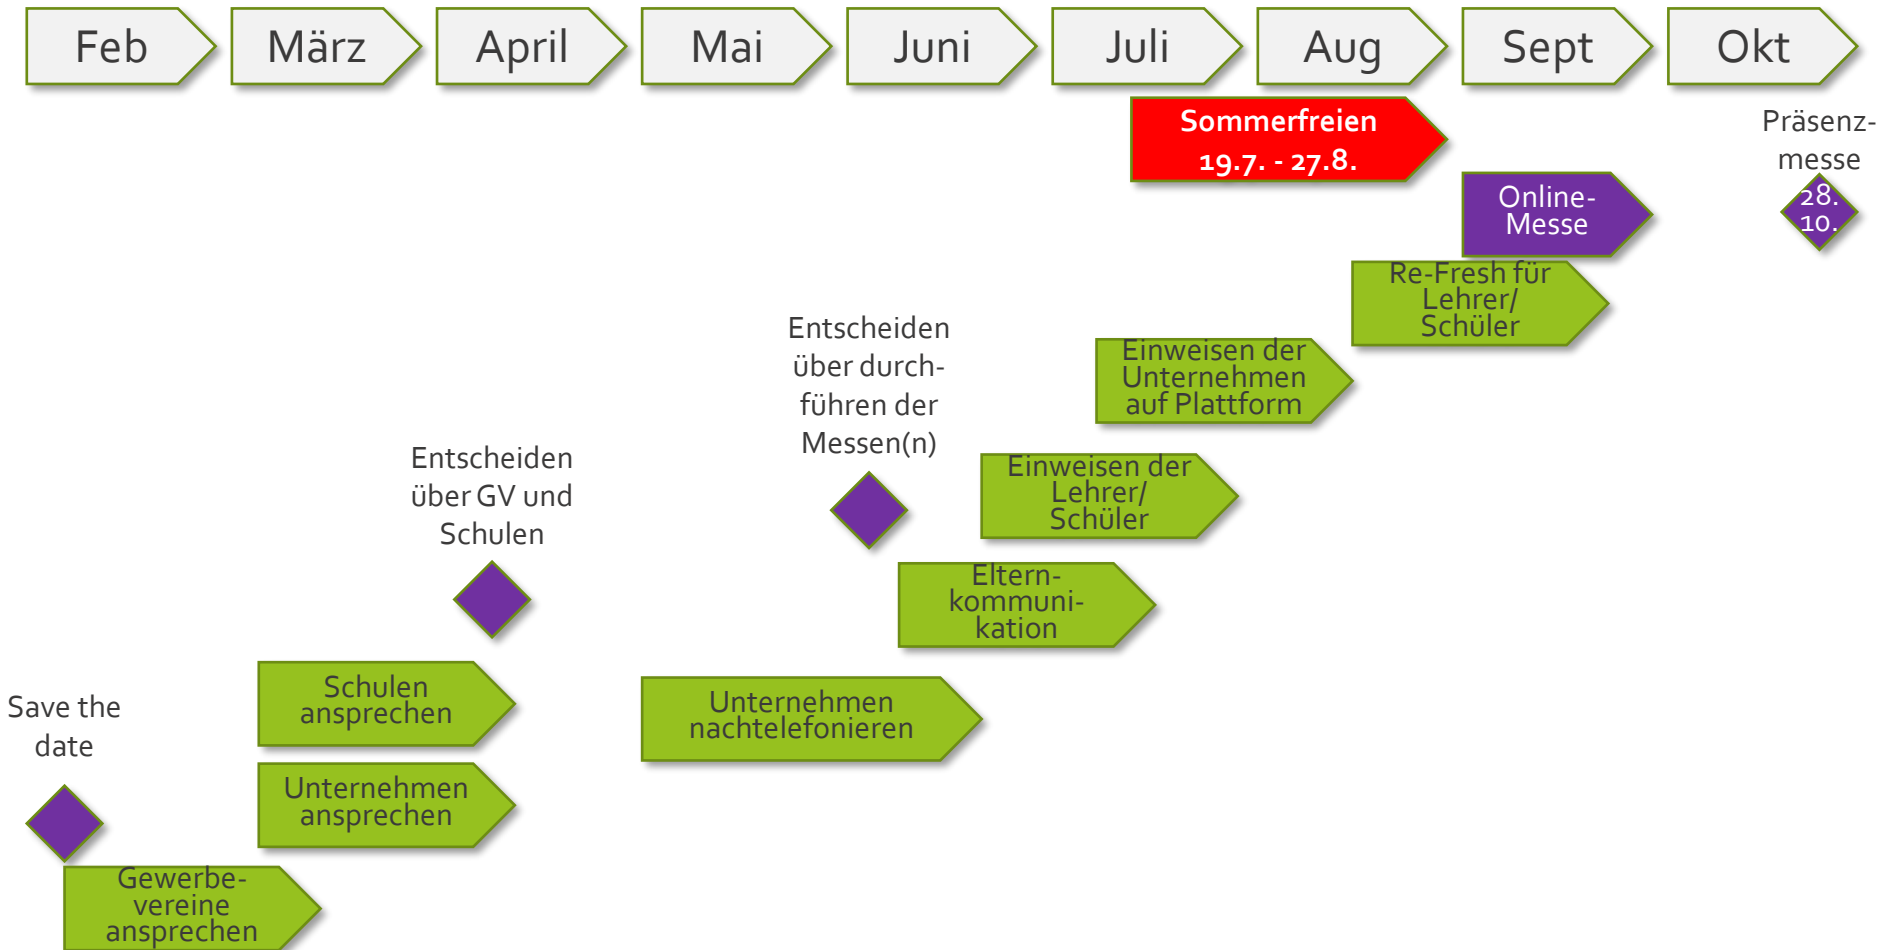 Feb
März
April
Mai
Juni
Juli
Aug
Sept
Okt
Sommerfreien
19.7. - 27.8.
Präsenz-
messe
28.
10.
Online-
Messe
Re-Fresh für
Lehrer/
Schüler
Entscheiden
über durch-
führen der
Messen(n)
Einweisen der
Unternehmen
auf Plattform
Entscheiden
über GV und
Schulen
Einweisen der
Lehrer/
Schüler
Eltern-
kommuni-
kation
Schulen
ansprechen
Unternehmen
nachtelefonieren
Save the
date
Unternehmen
ansprechen
Gewerbe-
vereine
ansprechen